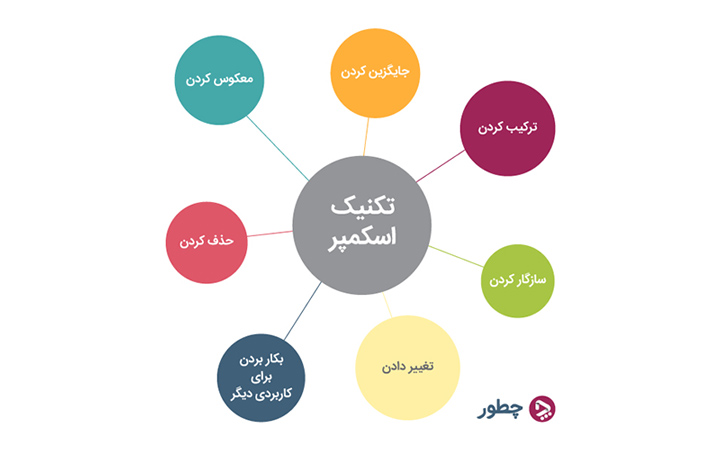 تکنیک
اسکمپر
جایگزین کردن
ترکیب کردن
سازگار کردن
تغییر دادن
بکار بردن
برای
کاربردی دیگر
حذف کردن
معکوس کردن
چطور